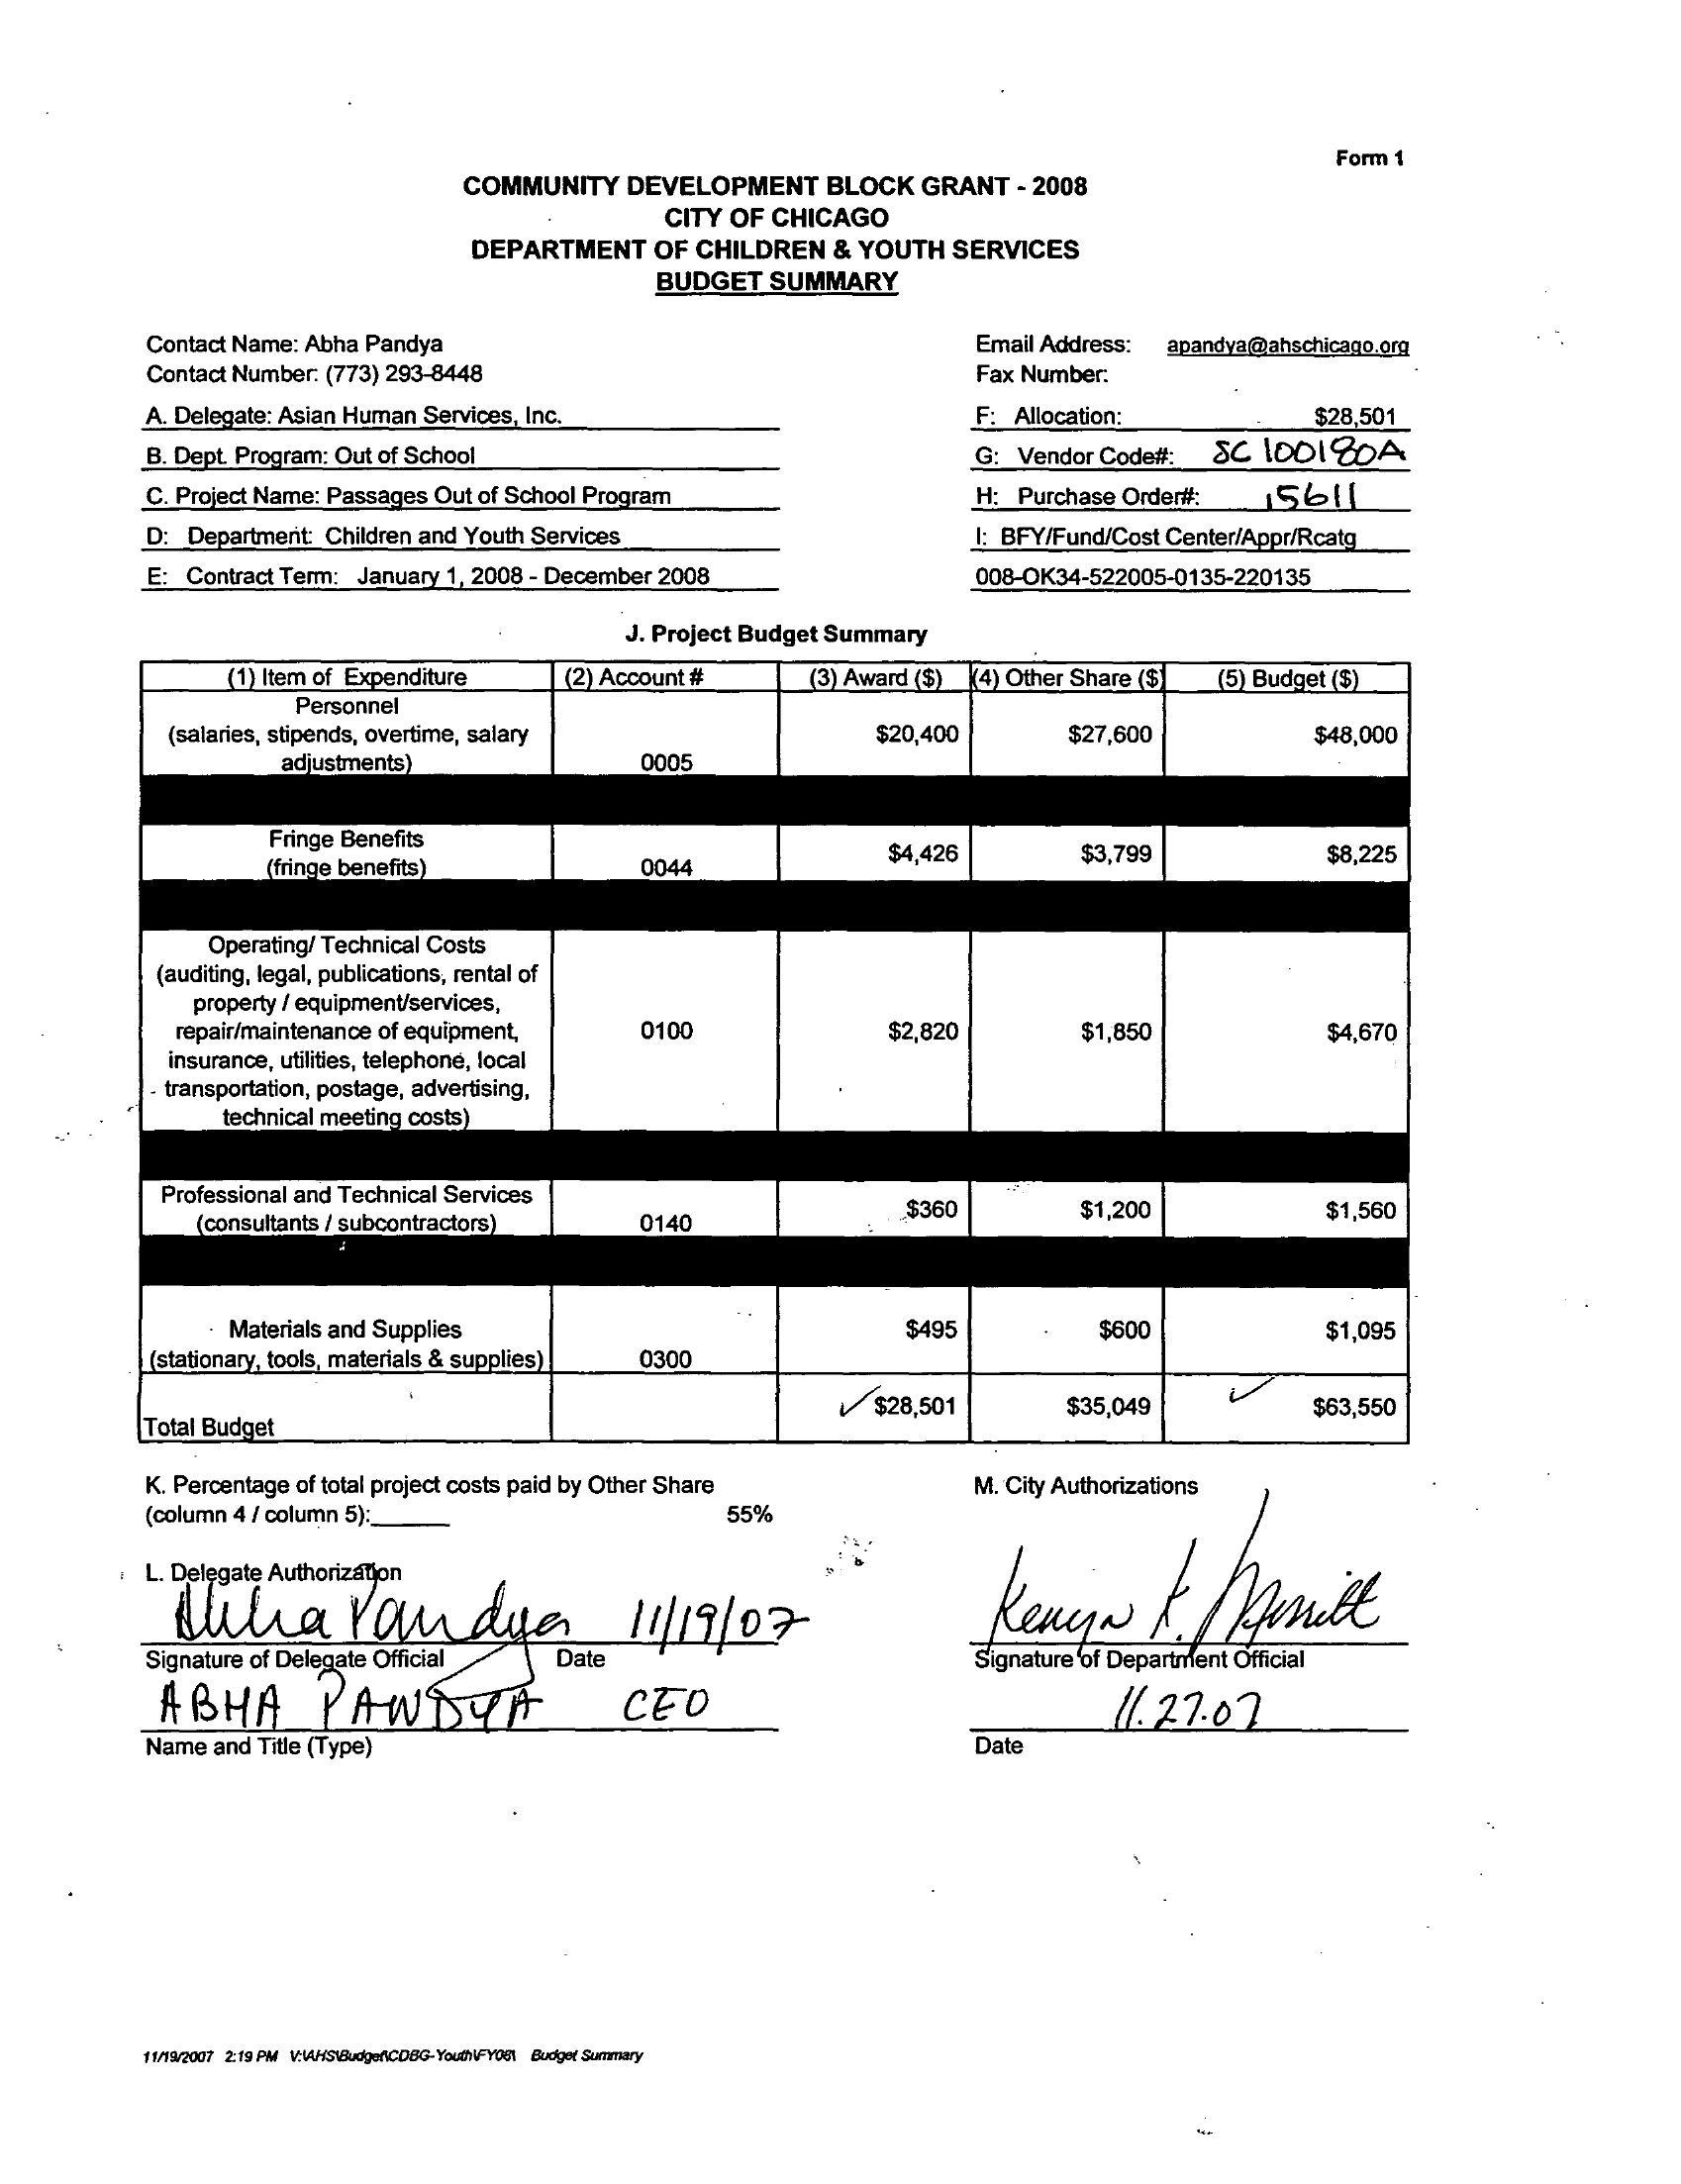 Form 1
COMMUNITY DEVELOPMENT BLOCK GRANT - 2008
CITY OF CHICAGO
DEPARTMENT OF CHILDREN & YOUTH SERVICES
BUDGET SUMMARY
Contact Name: Abha Pandya Email Address: apandya@ahschicago.org
Contact Number: (773) 293-8448 Fax Number:
A. Delegate: Asian Human Services, Inc. F: Allocation: $28,501
B. Dept. Program: Out of School G: Vendor Code#: SC 100180A
C. Project Name: Passages Out of School Program H: Purchase Order#: 15611
D: Department: Children and Youth Services I: BFY/Fund/Cost Center/Appr/Rcatg
E: Contract Term: January 1, 2008 - December 2008 008-OK34-522005-0135-220135
J. Project Budget Summary
(1) Item of Expenditure (2) Account # (3) Award ($) (4) Other Share ($) (5) Budget ($)
Personnel
(salaries, stipends, overtime, salary $20,400 $27,600 $48,000
adjustments) 0005
Fringe Benefits $4,426 $3,799 $8,225
(fringe benefits) 0044
Operating/ Technical Costs
(auditing, legal, publications, rental of
property / equipment/services,
repair/maintenance of equipment, 0100 $2,820 $1,850 $4,670
insurance, utilities, telephone, local
transportation, postage, advertising,
technical meeting costs)
Professional and Technical Services $360 $1,200 $1,560
(consultants / subcontractors) 0140
Materials and Supplies $495 $600 $1,095
(stationary, tools, materials & supplies) 0300
$28,501 $35,049 $63,550
Total Budget
K. Percentage of total project costs paid by Other Share M. City Authorizations
(column 4 / column 5):______ 55%
L. Delegate Authorization
Abha Pandya 11/19/07 Kenya K. Merritt
Signature of Delegate Official Date Signature of Department Official
ABHA PANDYA CEO 11.27.07
Name and Title (Type) Date
11/19/2007 2:19 PM V:\AHS\Budget\CDBG-Youth\FY08\ Budget Summary